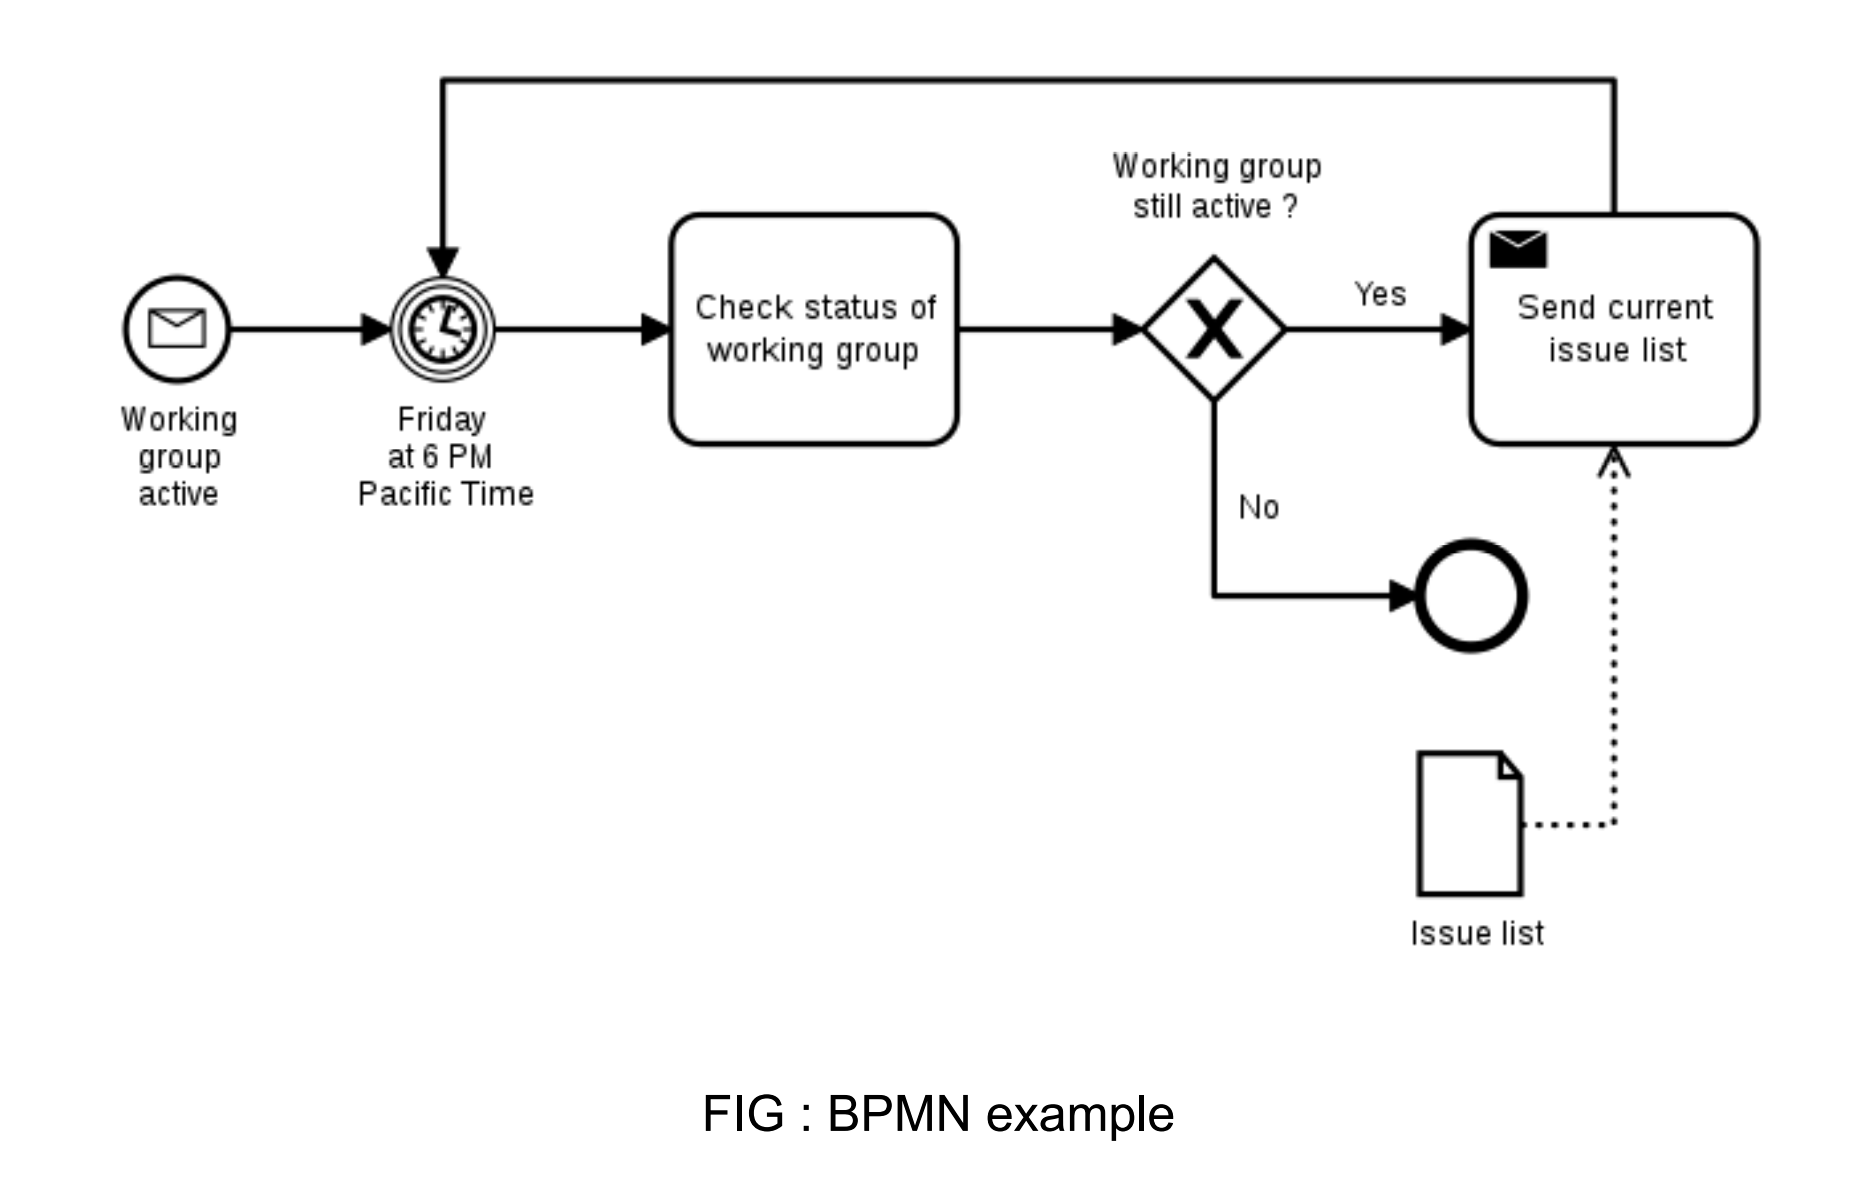 Working group
still active ?
Working
group
active
Friday
at 6 PM
Pacific Time
Check status of
working group
Yes
No
Send current
issue list
Issue list
FIG : BPMN example